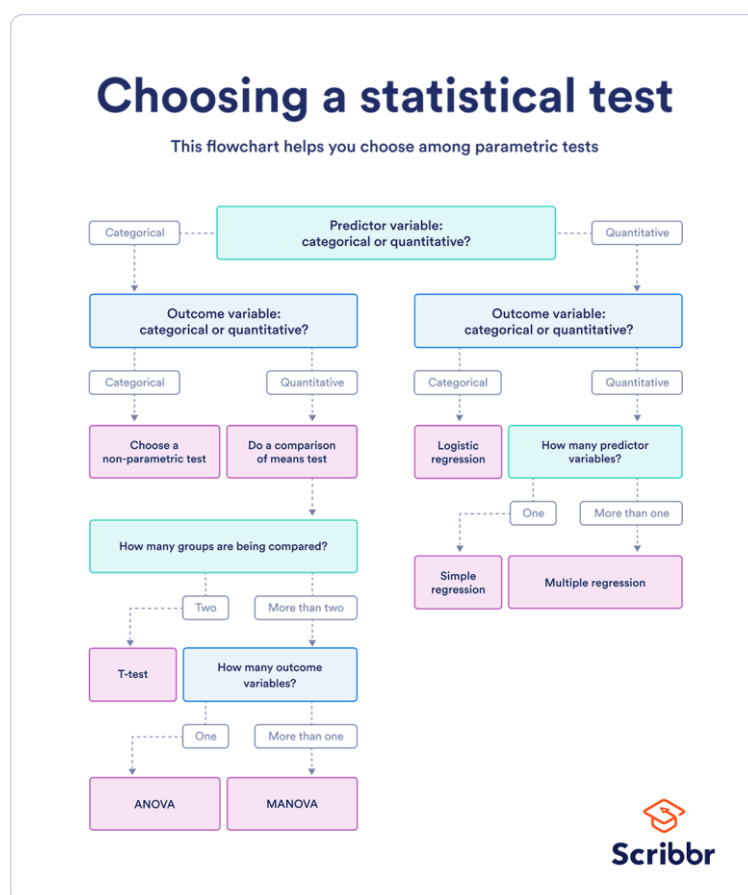 Choosing a statistical test
This flowchart helps you choose among parametric tests
Predictor variable:
categorical or quantitative?
Categorical
Quantitative
Outcome variable:
categorical or quantitative?
Outcome variable:
categorical or quantitative?
Categorical
Quantitative
Categorical
Quantitative
Choose a
non-parametric test
Do a comparison
of means test
Logistic
regression
How many predictor
variables?
One
More than one
How many groups are being compared?
Simple
regression
Multiple regression
Two
More than two
T-test
How many outcome
variables?
One
More than one
ANOVA
MANOVA
Scribbr